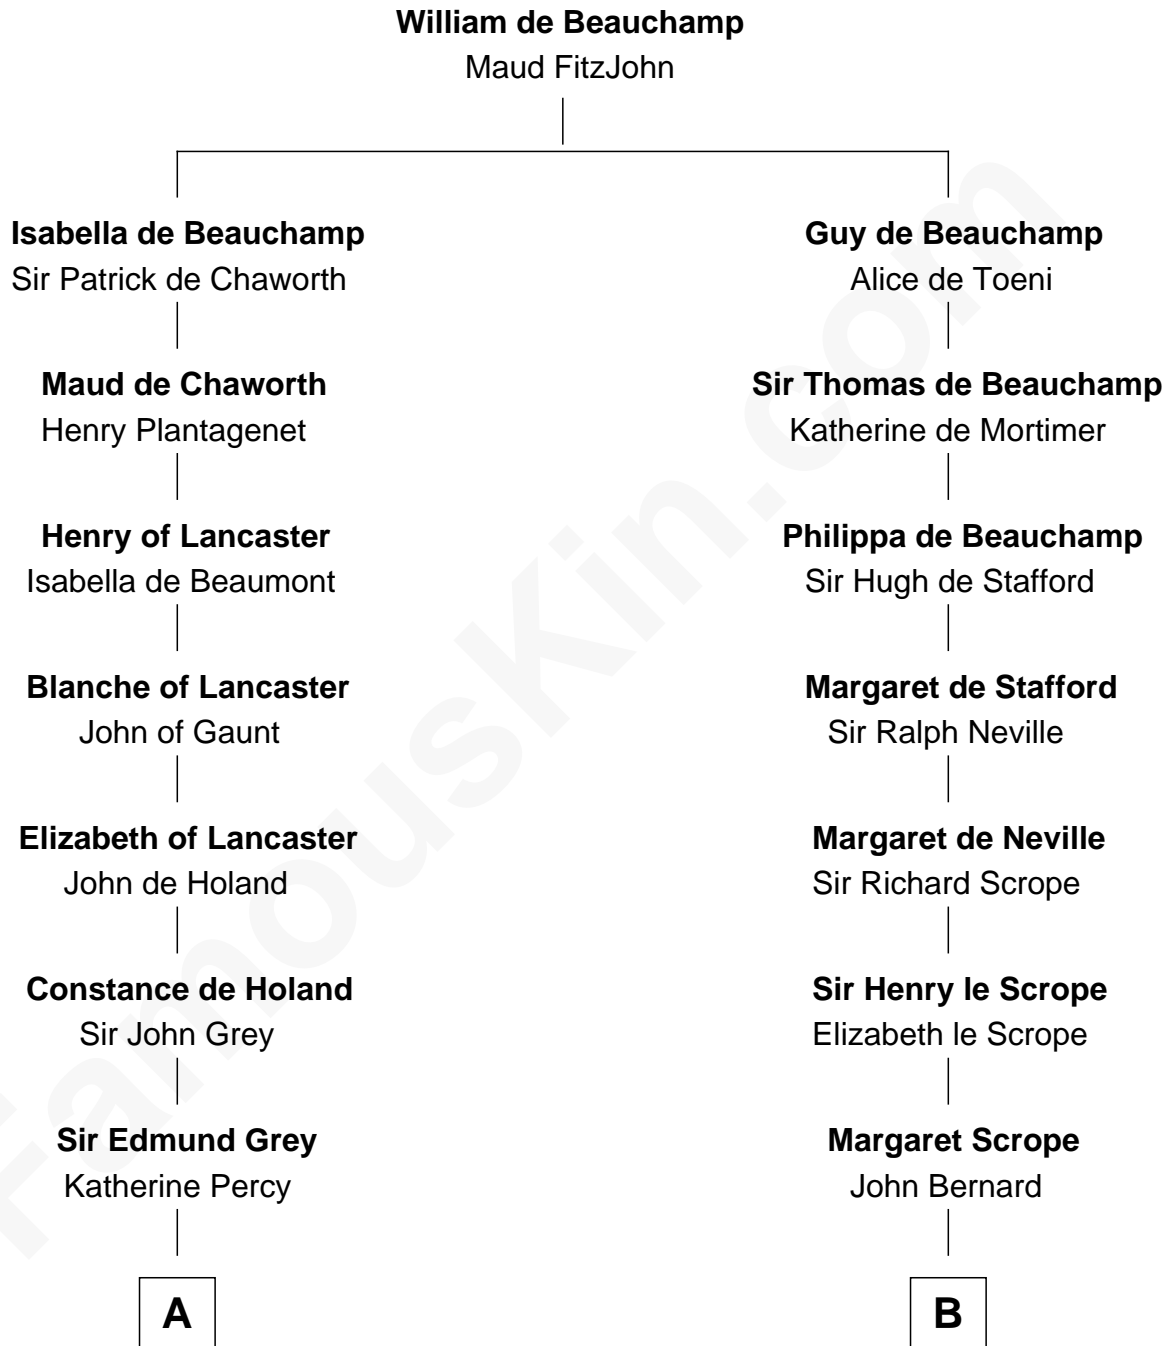 William de Beauchamp
Maud FitzJohn
Isabella de Beauchamp
Sir Patrick de Chaworth
Maud de Chaworth
Henry Plantagenet
Henry of Lancaster
Isabella de Beaumont
Blanche of Lancaster
John of Gaunt
Elizabeth of Lancaster
John de Holand
Constance de Holand
Sir John Grey
Sir Edmund Grey
Katherine Percy
A
Guy de Beauchamp
Alice de Toeni
Sir Thomas de Beauchamp
Katherine de Mortimer
Philippa de Beauchamp
Sir Hugh de Stafford
Margaret de Stafford
Sir Ralph Neville
Margaret de Neville
Sir Richard Scrope
Sir Henry le Scrope
Elizabeth le Scrope
Margaret Scrope
John Bernard
B
FamousKin.com